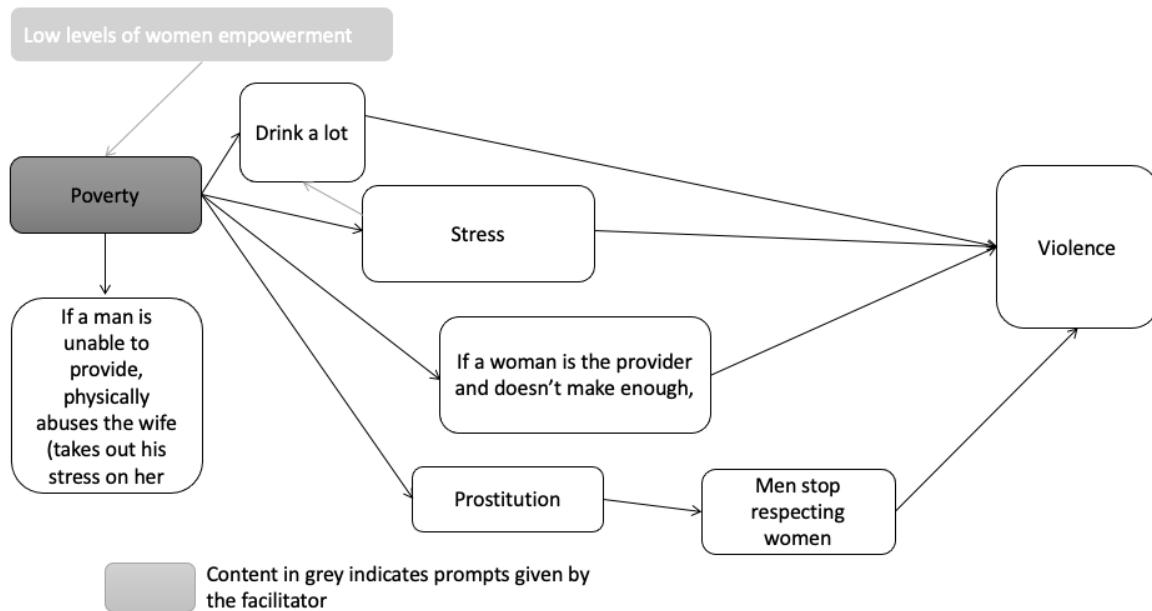 Low levels of women empowerment
Drink a lot
Poverty
Stress
Violence
If a man is
unable to
provide,
physically
abuses the wife
(takes out his
stress on her
If a woman is the provider
and doesn’t make enough,
Prostitution
Men stop
respecting
women
Content in grey indicates prompts given by
the facilitator